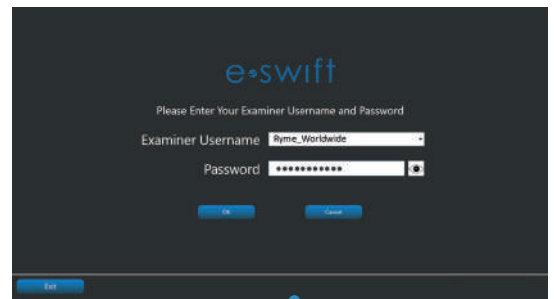 e•swift
Please Enter Your Examiner Username and Password
Examiner Username Ryme_Worldwide
Password •••••••••••
OK Cancel
Exit